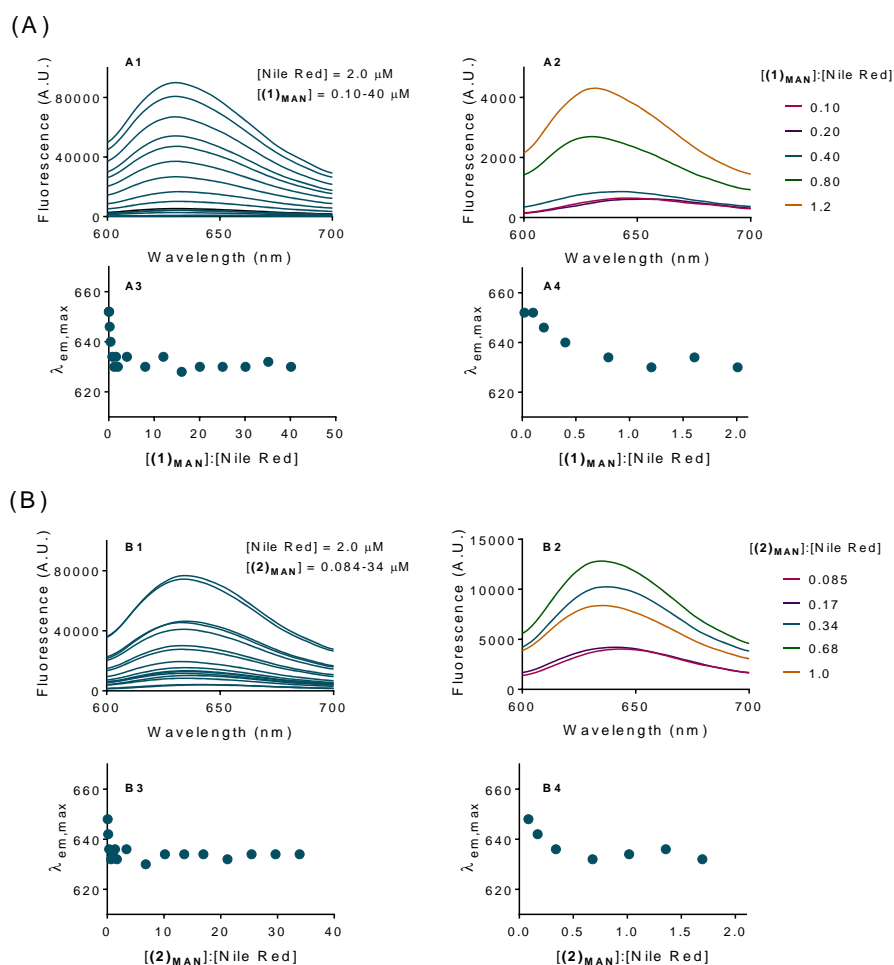 (A)
A1
[Nile Red] = 2.0 μM
[(1)MAN] = 0.10-40 μM
Fluorescence (A.U.)
80000
40000
0
600
650
700
Wavelength (nm)
A2
Fluorescence (A.U.)
4000
2000
0
600
650
700
Wavelength (nm)
[(1)MAN]:[Nile Red]
0.10
0.20
0.40
0.80
1.2
A3
λem,max
660
640
620
0
10
20
30
40
50
[(1)MAN]:[Nile Red]
A4
λem,max
660
640
620
0.0
0.5
1.0
1.5
2.0
[(1)MAN]:[Nile Red]
(B)
B1
[Nile Red] = 2.0 μM
[(2)MAN] = 0.084-34 μM
Fluorescence (A.U.)
80000
40000
0
600
650
700
Wavelength (nm)
B2
Fluorescence (A.U.)
15000
10000
5000
0
600
650
700
Wavelength (nm)
[(2)MAN]:[Nile Red]
0.085
0.17
0.34
0.68
1.0
B3
λem,max
660
640
620
0
10
20
30
40
[(2)MAN]:[Nile Red]
B4
λem,max
660
640
620
0.0
0.5
1.0
1.5
2.0
[(2)MAN]:[Nile Red]